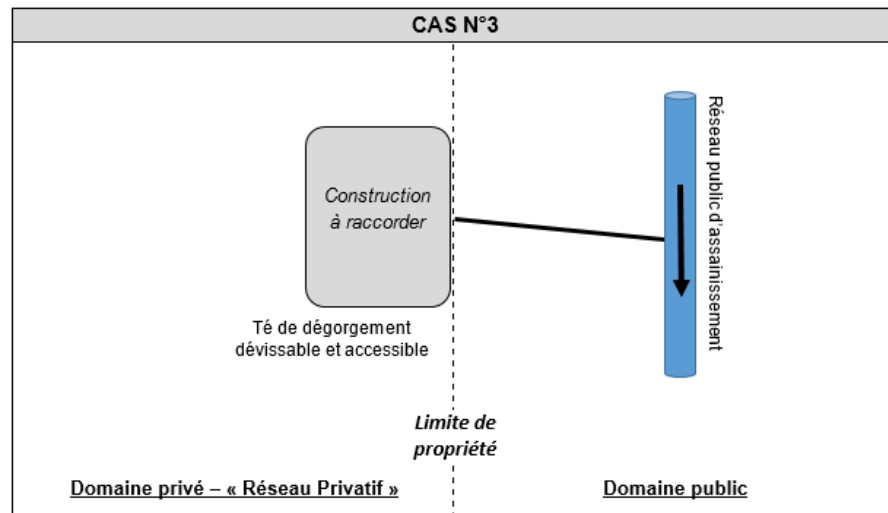 CAS N°3
Construction
à raccorder
Réseau public d'assainissement
Té de dégorgement
dévissable et accessible
Limite de
propriété
Domaine privé – « Réseau Privatif »
Domaine public